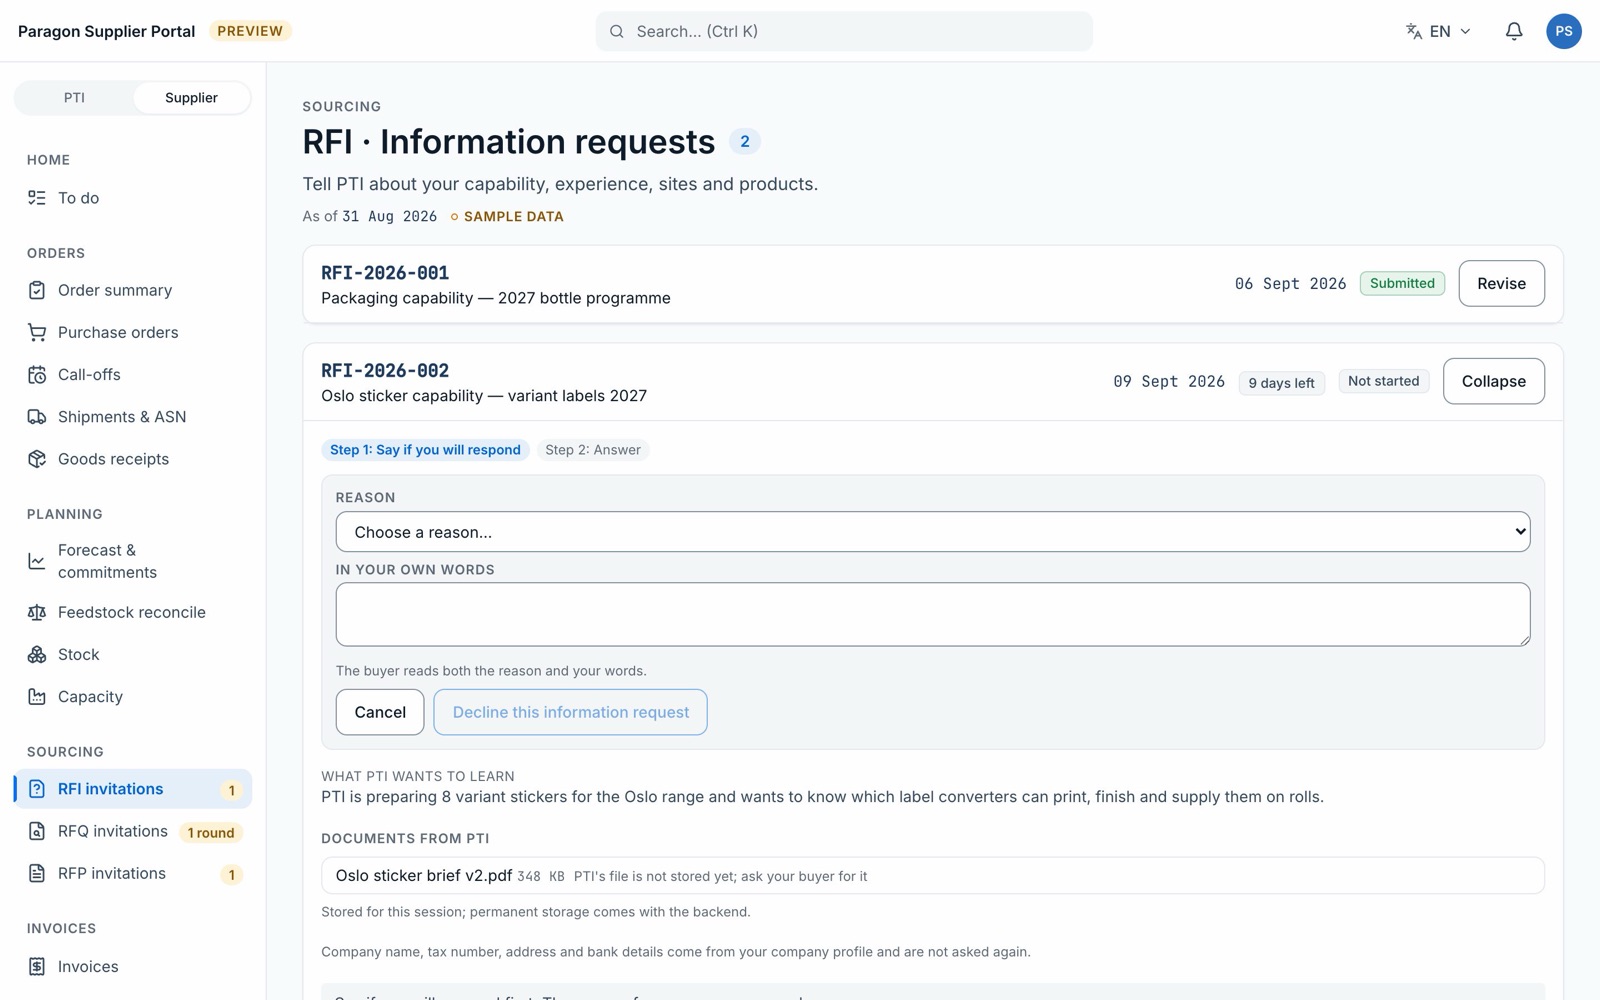 Paragon Supplier Portal PREVIEW
Search... (Ctrl K)
EN
PS
PTI
Supplier
HOME
To do
ORDERS
Order summary
Purchase orders
Call-offs
Shipments & ASN
Goods receipts
PLANNING
Forecast &
commitments
Feedstock reconcile
Stock
Capacity
SOURCING
RFI invitations 1
RFQ invitations 1 round
RFP invitations 1
INVOICES
Invoices
SOURCING
RFI · Information requests 2
Tell PTI about your capability, experience, sites and products.
As of 31 Aug 2026 SAMPLE DATA
RFI-2026-001
Packaging capability — 2027 bottle programme
06 Sept 2026 Submitted Revise
RFI-2026-002
Oslo sticker capability — variant labels 2027
09 Sept 2026 9 days left Not started Collapse
Step 1: Say if you will respond Step 2: Answer
REASON
Choose a reason...
IN YOUR OWN WORDS
The buyer reads both the reason and your words.
Cancel Decline this information request
WHAT PTI WANTS TO LEARN
PTI is preparing 8 variant stickers for the Oslo range and wants to know which label converters can print, finish and supply them on rolls.
DOCUMENTS FROM PTI
Oslo sticker brief v2.pdf 348 KB PTI's file is not stored yet; ask your buyer for it
Stored for this session; permanent storage comes with the backend.
Company name, tax number, address and bank details come from your company profile and are not asked again.